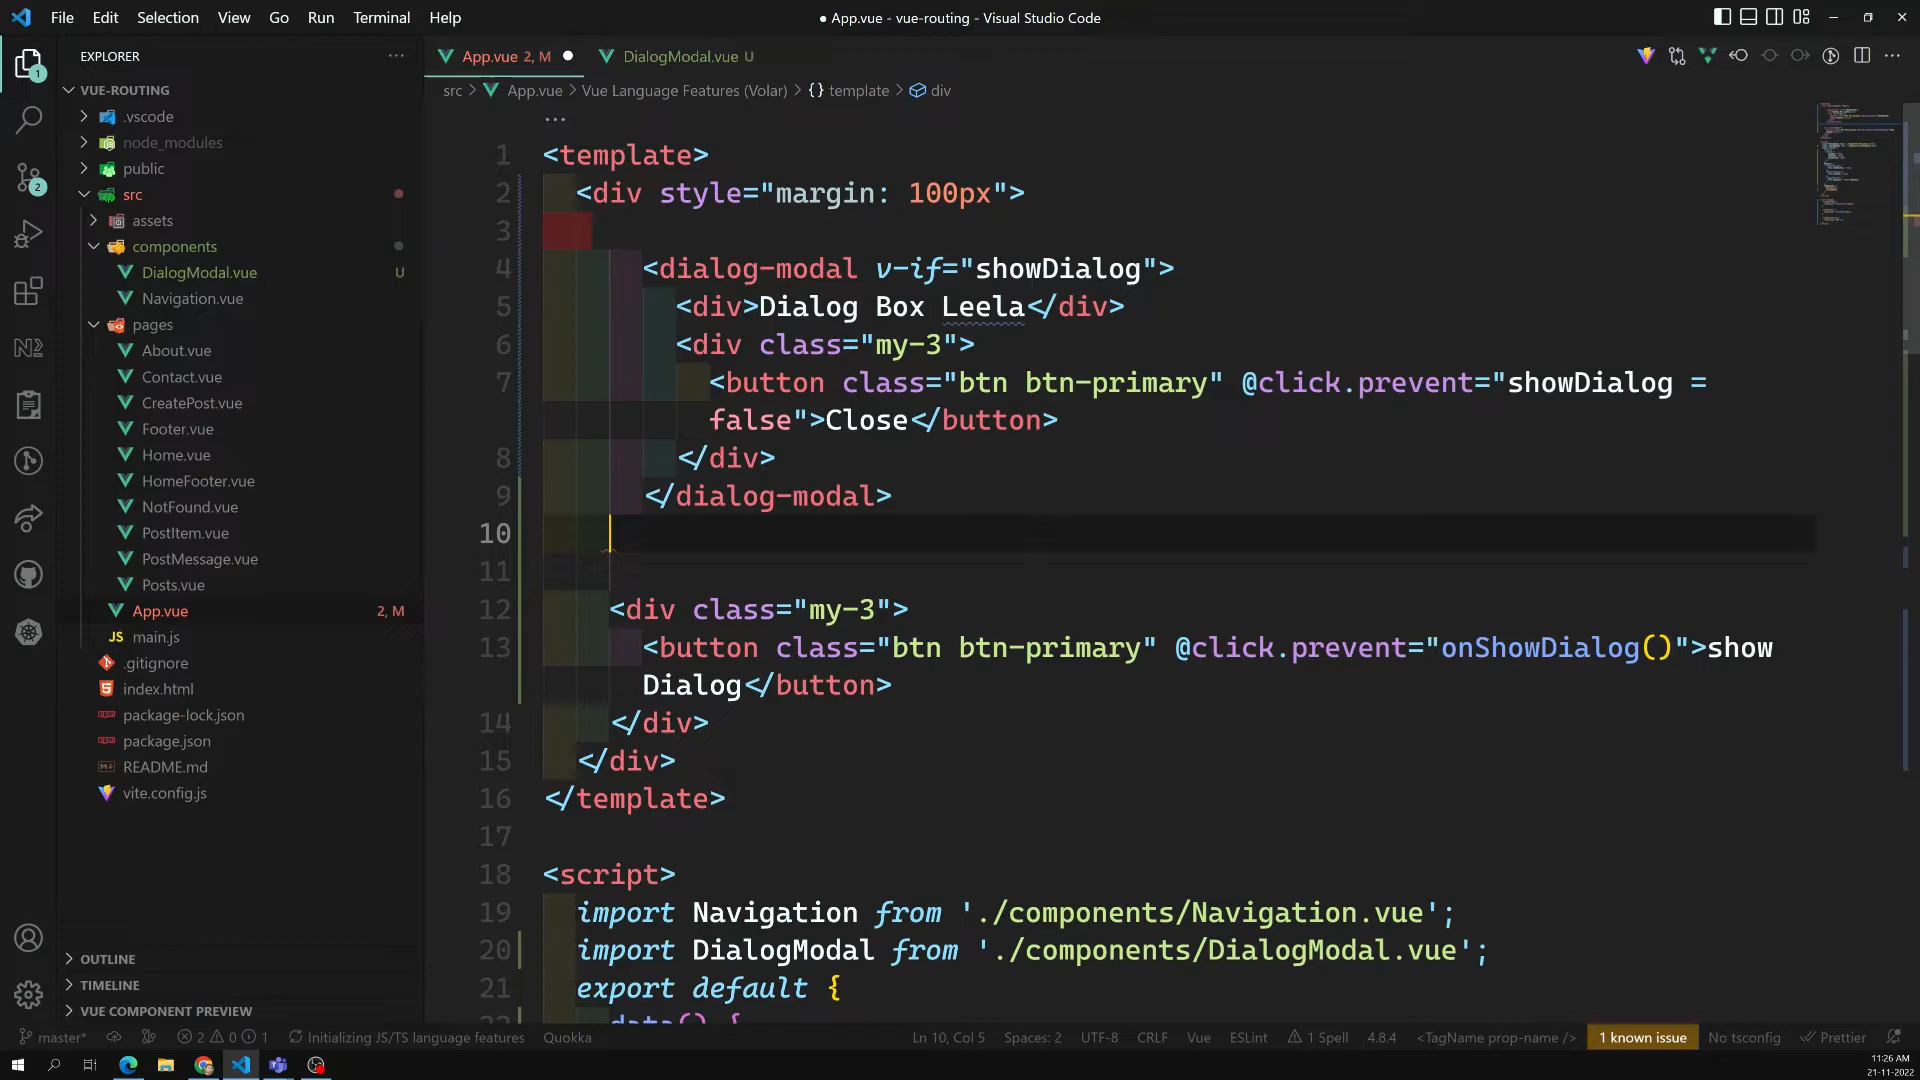 File Edit Selection View Go Run Terminal Help
● App.vue - vue-routing - Visual Studio Code
EXPLORER
VUE-ROUTING
.vscode
node_modules
public
src
assets
components
DialogModal.vue U
Navigation.vue
pages
About.vue
Contact.vue
CreatePost.vue
Footer.vue
Home.vue
HomeFooter.vue
NotFound.vue
PostItem.vue
PostMessage.vue
Posts.vue
App.vue 2, M
JS main.js
.gitignore
index.html
package-lock.json
package.json
README.md
vite.config.js
OUTLINE
TIMELINE
VUE COMPONENT PREVIEW
1
2
App.vue 2, M ●
DialogModal.vue U
src > App.vue > Vue Language Features (Volar) > {} template > div
...
1 <template>
2 <div style="margin: 100px">
3
4 <dialog-modal v-if="showDialog">
5 <div>Dialog Box Leela</div>
6 <div class="my-3">
7 <button class="btn btn-primary" @click.prevent="showDialog =
false">Close</button>
8 </div>
9 </dialog-modal>
10
11
12 <div class="my-3">
13 <button class="btn btn-primary" @click.prevent="onShowDialog()">show
Dialog</button>
14 </div>
15 </div>
16 </template>
17
18 <script>
19 import Navigation from './components/Navigation.vue';
20 import DialogModal from './components/DialogModal.vue';
21 export default {
data() {
master* 2 0 1 Initializing JS/TS language features Quokka Ln 10, Col 5 Spaces: 2 UTF-8 CRLF Vue ESLint 1 Spell 4.8.4 <TagName prop-name /> 1 known issue No tsconfig Prettier
11:26 AM
21-11-2022